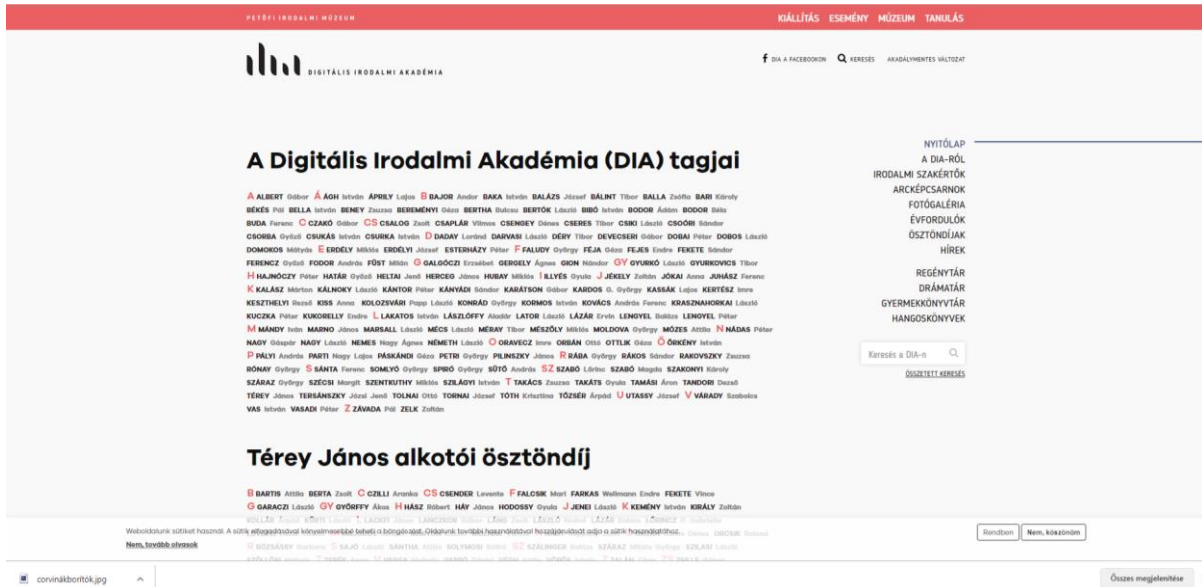 PETŐFI IRODALMI MÚZEUM
KIÁLLÍTÁS ESEMÉNY MÚZEUM TANULÁS
DIGITÁLIS IRODALMI AKADÉMIA
f DIA A FACEBOOKON KERESÉS AKADÁLYMENTES VÁLTOZAT
NYITÓLAP
A DIA-RÓL
IRODALMI SZAKÉRTŐK
ARCKÉPCSARNOK
FOTÓGALÉRIA
ÉVFORDULÓK
ÖSZTÖNDÍJAK
HÍREK
REGÉNYTÁR
DRÁMATÁR
GYERMEKKÖNYVTÁR
HANGOSKÖNYVEK
Keresés a DIA-n
ÖSSZETETT KERESÉS
A Digitális Irodalmi Akadémia (DIA) tagjai
A ALBERT Gábor Á ÁGH István ÁPRILY Lajos B BAJOR Andor BAKA István BALÁZS József BÁLINT Tibor BALLA Zsófia BARI Károly
BÉKÉS Pál BELLA István BENEY Zsuzsa BEREMÉNYI Géza BERTHA Bulcsu BERTÓK László BIBÓ István BODOR Ádám BODOR Béla
BUDA Ferenc C CZAKÓ Gábor CS CSALOG Zsolt CSAPLÁR Vilmos CSENGEY Dénes CSERES Tibor CSIKI László CSOÓRI Sándor
CSORBA Győző CSUKÁS István CSURKA István D DADAY Loránd DARVASI László DÉRY Tibor DEVECSERI Gábor DOBAI Péter DOBOS László
DOMOKOS Mátyás E ERDÉLY Miklós ERDÉLYI József ESTERHÁZY Péter F FALUDY György FÉJA Géza FEJES Endre FEKETE Sándor
FERENCZ Győző FODOR András FÜST Milán G GALGÓCZI Erzsébet GERGELY Ágnes GION Nándor GY GYURKÓ László GYURKOVICS Tibor
H HAJNÓCZY Péter HATÁR Győző HELTAI Jenő HERCEG János HUBAY Miklós I ILLYÉS Gyula J JÉKELY Zoltán JÓKAI Anna JUHÁSZ Ferenc
K KALÁSZ Márton KÁLNOKY László KÁNTOR Péter KÁNYÁDI Sándor KARÁTSON Gábor KARDOS G. György KASSÁK Lajos KERTÉSZ Imre
KESZTHELYI Rezső KISS Anna KOLOZSVÁRI Papp László KONRÁD György KORMOS István KOVÁCS András Ferenc KRASZNAHORKAI László
KUCZKA Péter KUKORELLY Endre L LAKATOS István LÁSZLÓFFY Aladár LATOR László LÁZÁR Ervin LENGYEL Balázs LENGYEL Péter
M MÁNDY Iván MARNO János MARSALL László MÉCS László MÉRAY Tibor MÉSZÖLY Miklós MOLDOVA György MÓZES Attila N NÁDAS Péter
NAGY Gáspár NAGY László NEMES Nagy Ágnes NÉMETH László O ORAVECZ Imre ORBÁN Ottó OTTLIK Géza Ö ÖRKÉNY István
P PÁLYI András PARTI Nagy Lajos PÁSKÁNDI Géza PETRI György PILINSZKY János R RÁBA György RÁKOS Sándor RAKOVSZKY Zsuzsa
RÓNAY György S SÁNTA Ferenc SOMLYÓ György SPIRÓ György SÜTŐ András SZ SZABÓ Lőrinc SZABÓ Magda SZAKONYI Károly
SZÁRAZ György SZÉCSI Margit SZENTKUTHY Miklós SZILÁGYI István T TAKÁCS Zsuzsa TAKÁTS Gyula TAMÁSI Áron TANDORI Dezső
TÉREY János TERSÁNSZKY Józsi Jenő TOLNAI Ottó TORNAI József TÓTH Krisztina TŐZSÉR Árpád U UTASSY József V VÁRADY Szabolcs
VAS István VASADI Péter Z ZÁVADA Pál ZELK Zoltán
Térey János alkotói ösztöndíj
B BARTIS Attila BERTA Zsolt C CZILLI Aranka CS CSENDER Levente F FALCSIK Mari FARKAS Wellmann Endre FEKETE Vince
G GARACZI László GY GYŐRFFY Ákos H HÁSZ Róbert HÁY János HODOSSY Gyula J JENEI László K KEMÉNY István KIRÁLY Zoltán
Weboldalunk sütiket használ. A sütik elfogadásával kényelmesebbé teheti a böngészést. Oldalunk további használatával hozzájárulását adja a sütik használatához.
Nem, tovább olvasok
Rendben Nem, köszönöm
corvinákborítók.jpg
Összes megjelenítése